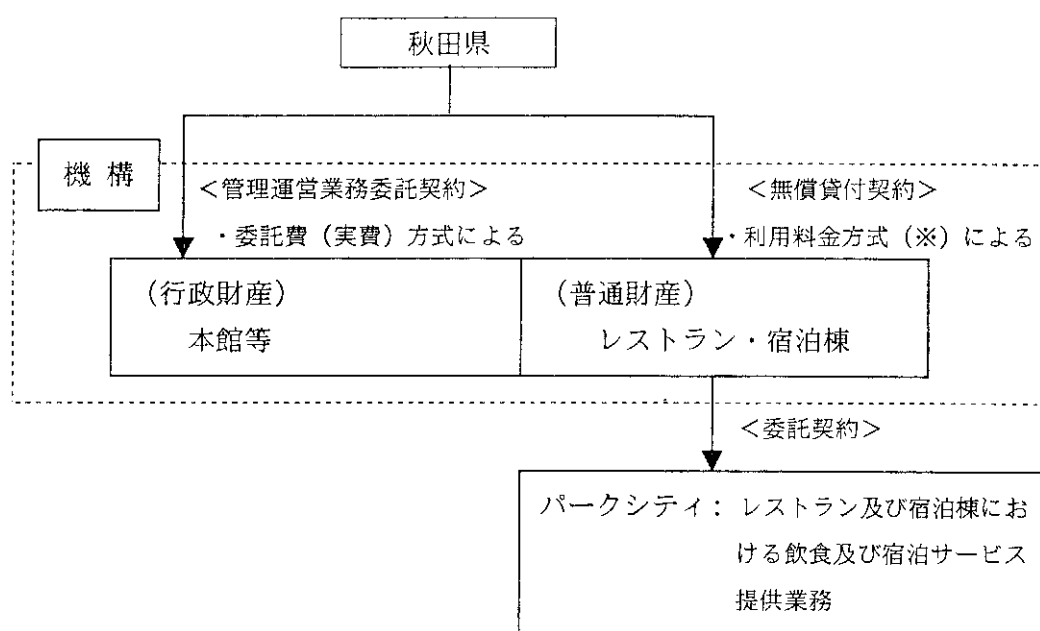 秋田県
機 構
＜管理運営業務委託契約＞
・委託費（実費）方式による
＜無償貸付契約＞
・利用料金方式（※）による
（行政財産）
本館等
（普通財産）
レストラン・宿泊棟
＜委託契約＞
パークシティ： レストラン及び宿泊棟にお
ける飲食及び宿泊サービス
提供業務